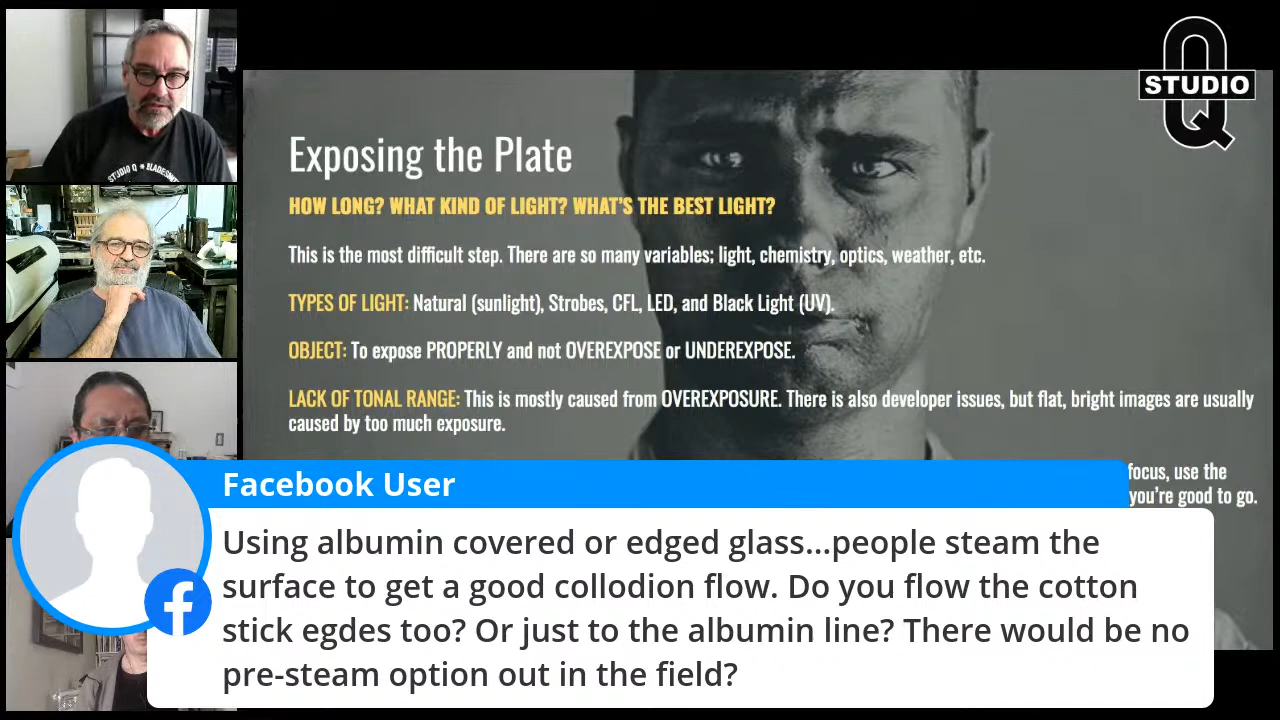 STUDIO
Q
STUDIO Q
Exposing the Plate
HOW LONG? WHAT KIND OF LIGHT? WHAT'S THE BEST LIGHT?
This is the most difficult step. There are so many variables; light, chemistry, optics, weather, etc.
TYPES OF LIGHT: Natural (sunlight), Strobes, CFL, LED, and Black Light (UV).
OBJECT: To expose PROPERLY and not OVEREXPOSE or UNDEREXPOSE.
LACK OF TONAL RANGE: This is mostly caused from OVEREXPOSURE. There is also developer issues, but flat, bright images are usually
caused by too much exposure.
focus, use the
you're good to go.
Facebook User
Using albumin covered or edged glass...people steam the
surface to get a good collodion flow. Do you flow the cotton
stick egdes too? Or just to the albumin line? There would be no
pre-steam option out in the field?